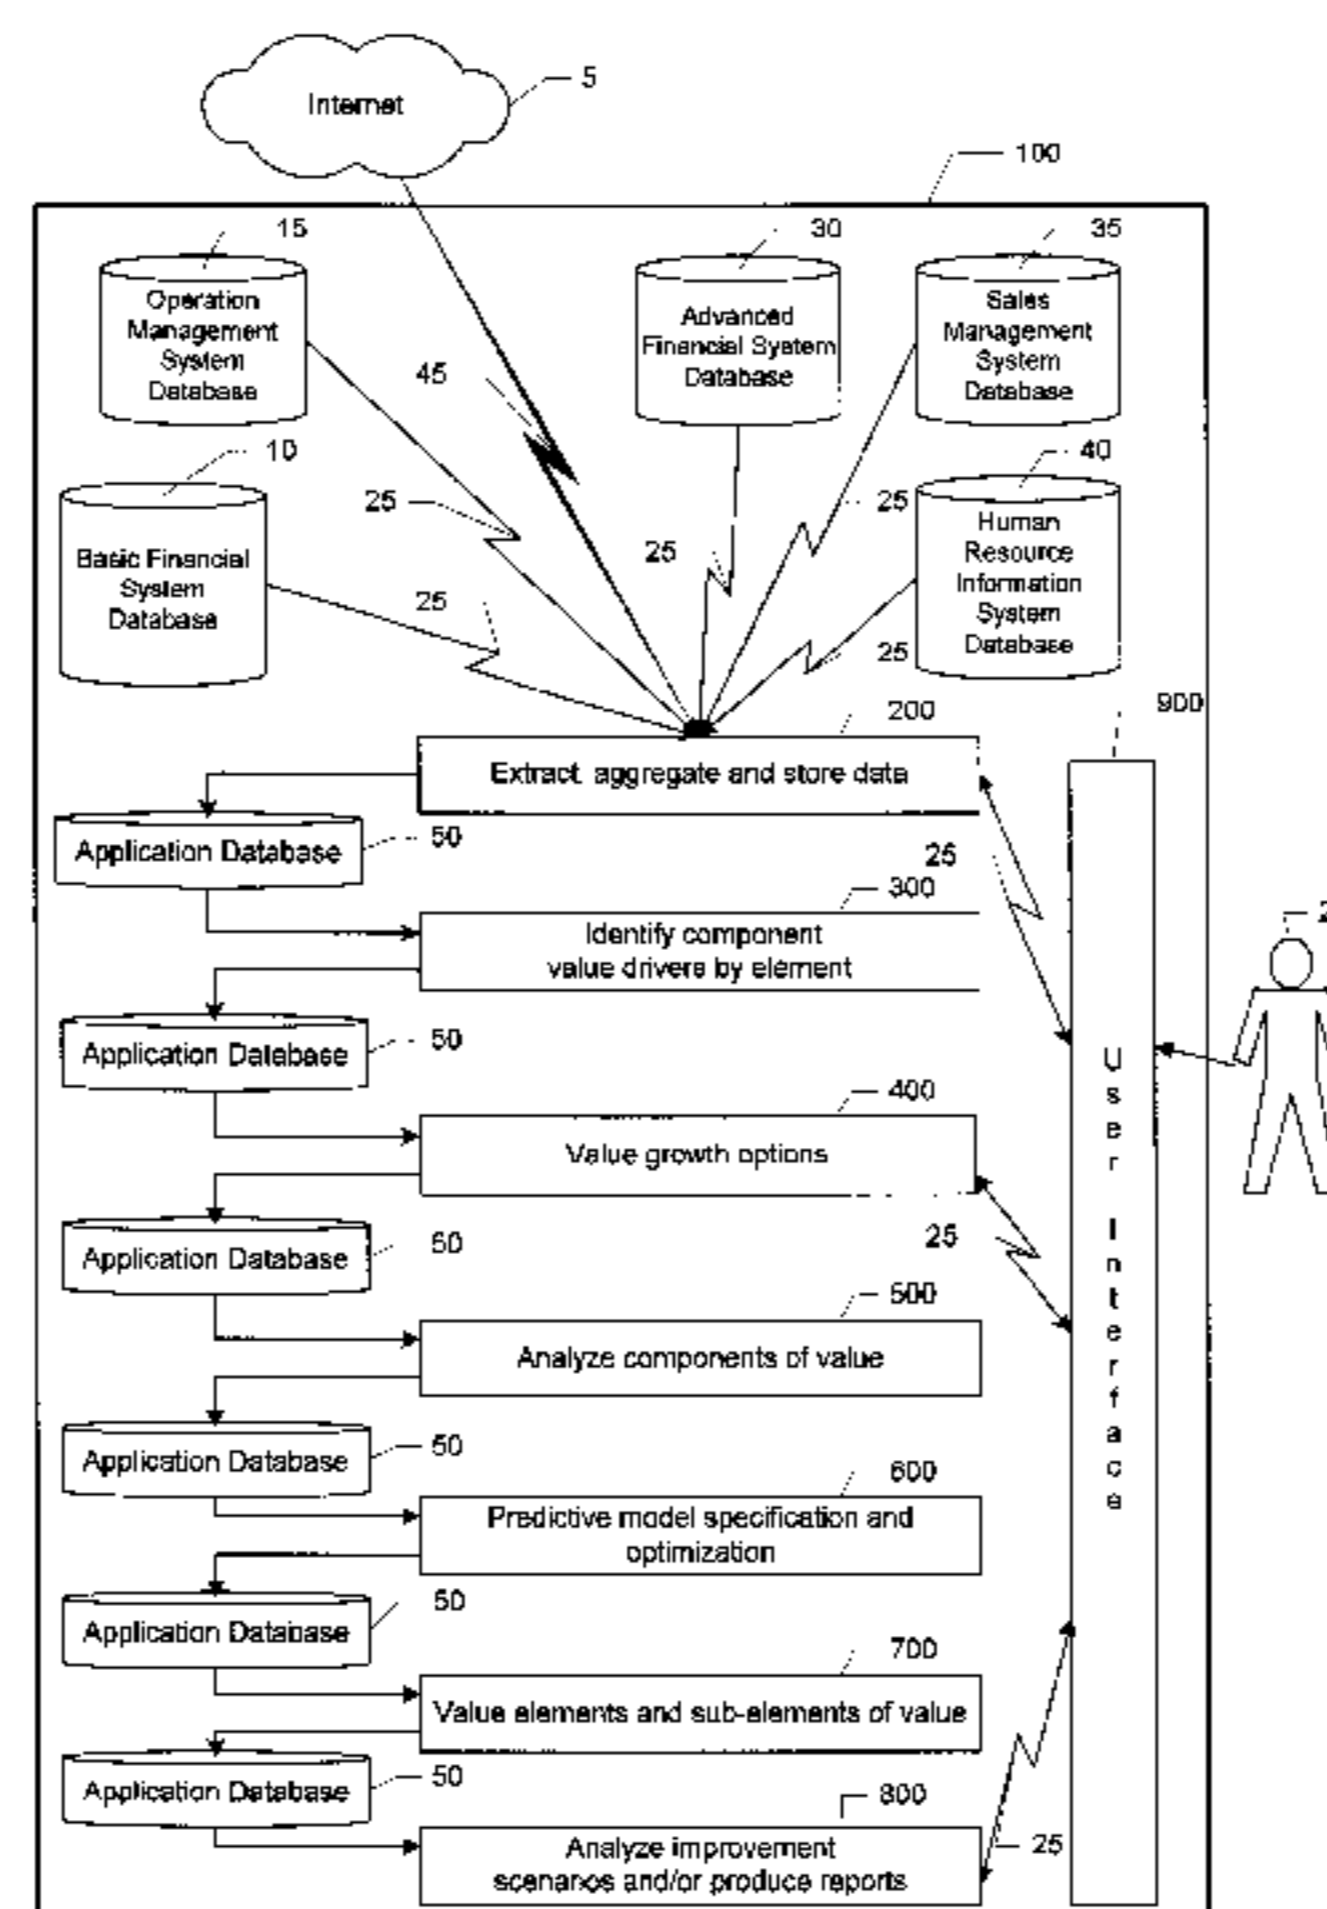 Internet
5
100
15
30
35
Operation
Management
System
Database
Advanced
Financial System
Database
Sales
Management
System
Database
45
10
40
25
25
25
Basic Financial
System
Database
Human
Resource
Information
System
Database
25
25
900
200
Extract, aggregate and store data
Application Database
50
25
300
Identify component
value drivers by element
Application Database
50
User Interface
400
Value growth options
Application Database
50
25
500
Analyze components of value
Application Database
50
600
Predictive model specification and
optimization
Application Database
50
700
Value elements and sub-elements of value
Application Database
50
800
Analyze improvement
scenarios and/or produce reports
25